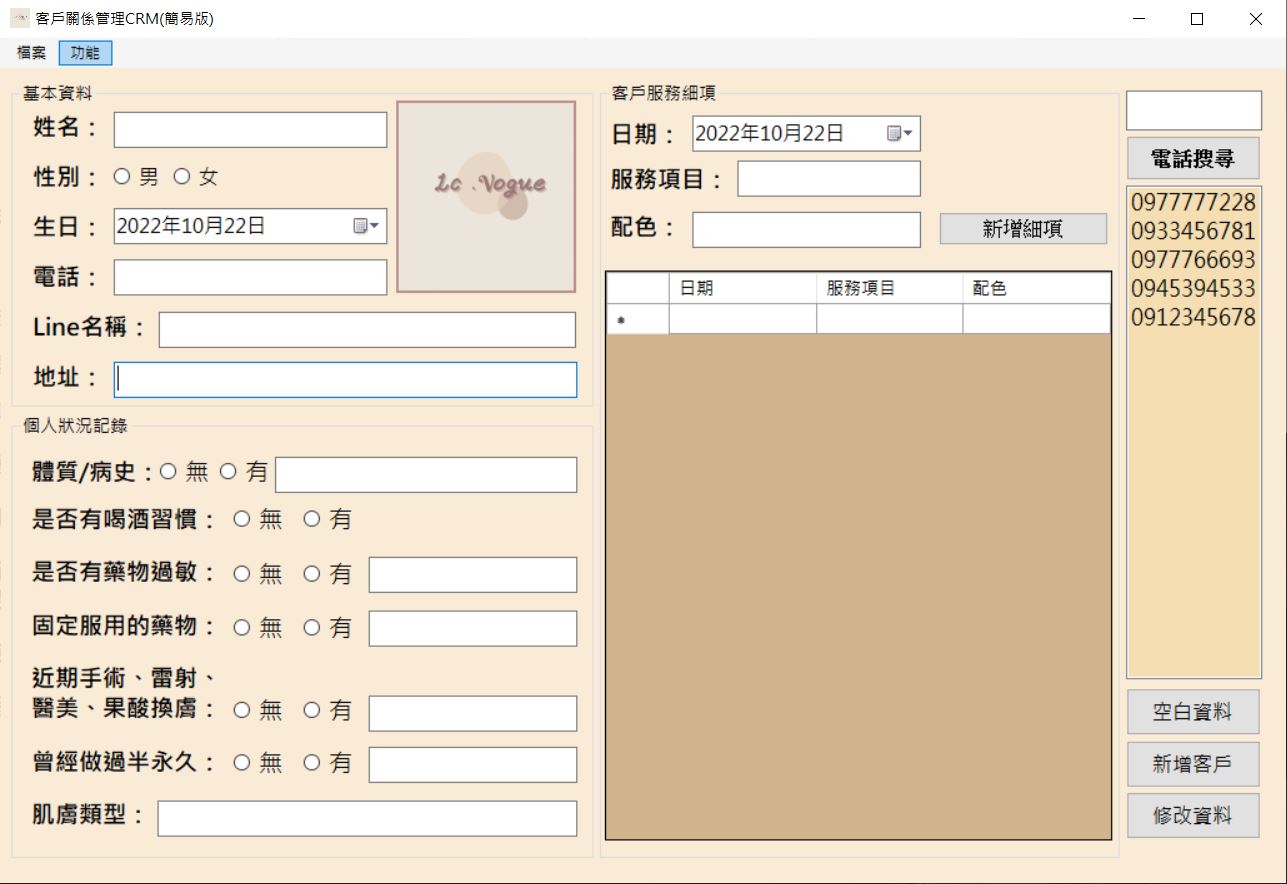 客戶關係管理CRM(簡易版)
檔案 功能
基本資料
姓名：
性別： 男 女
生日： 2022年10月22日
電話：
Line名稱：
地址：
Lc .Vogue
個人狀況記錄
體質/病史： 無 有
是否有喝酒習慣： 無 有
是否有藥物過敏： 無 有
固定服用的藥物： 無 有
近期手術、雷射、
醫美、果酸換膚： 無 有
曾經做過半永久： 無 有
肌膚類型：
客戶服務細項
日期： 2022年10月22日
服務項目：
配色： 新增細項
日期 服務項目 配色
*
電話搜尋
0977777228
0933456781
0977766693
0945394533
0912345678
空白資料
新增客戶
修改資料